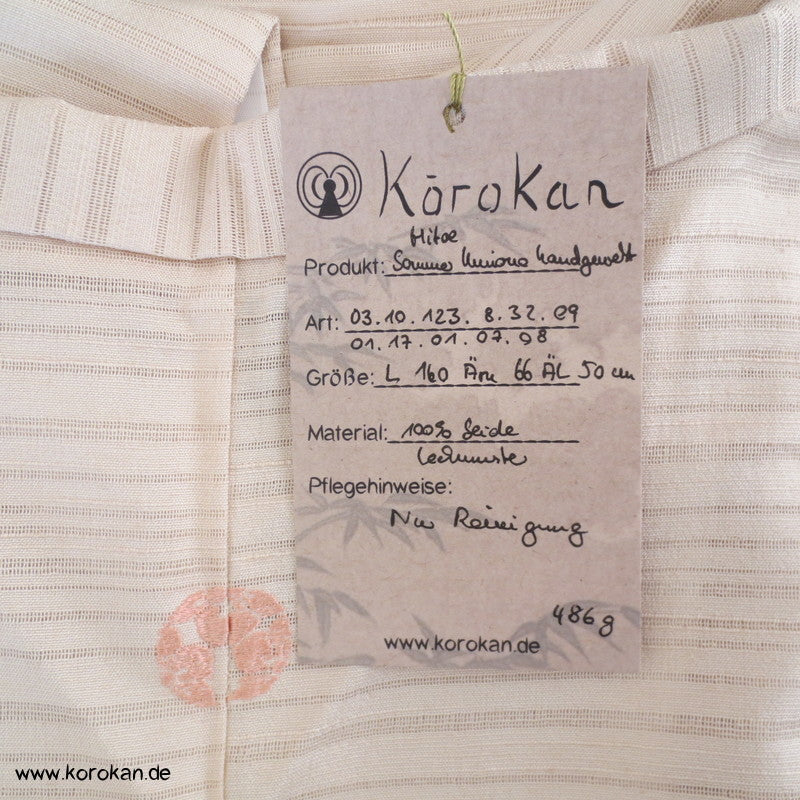 Kōrokan
Hitoe
Produkt: Sommer Kimono handgewebt
Art: 03.10.123.8.32.09
01.17.01.07.98
Größe: L 160 Äm 66 ÄL 50 cm
Material: 100% Seide
Pflegehinweise:
Nur Reinigung
486g
www.korokan.de
www.korokan.de